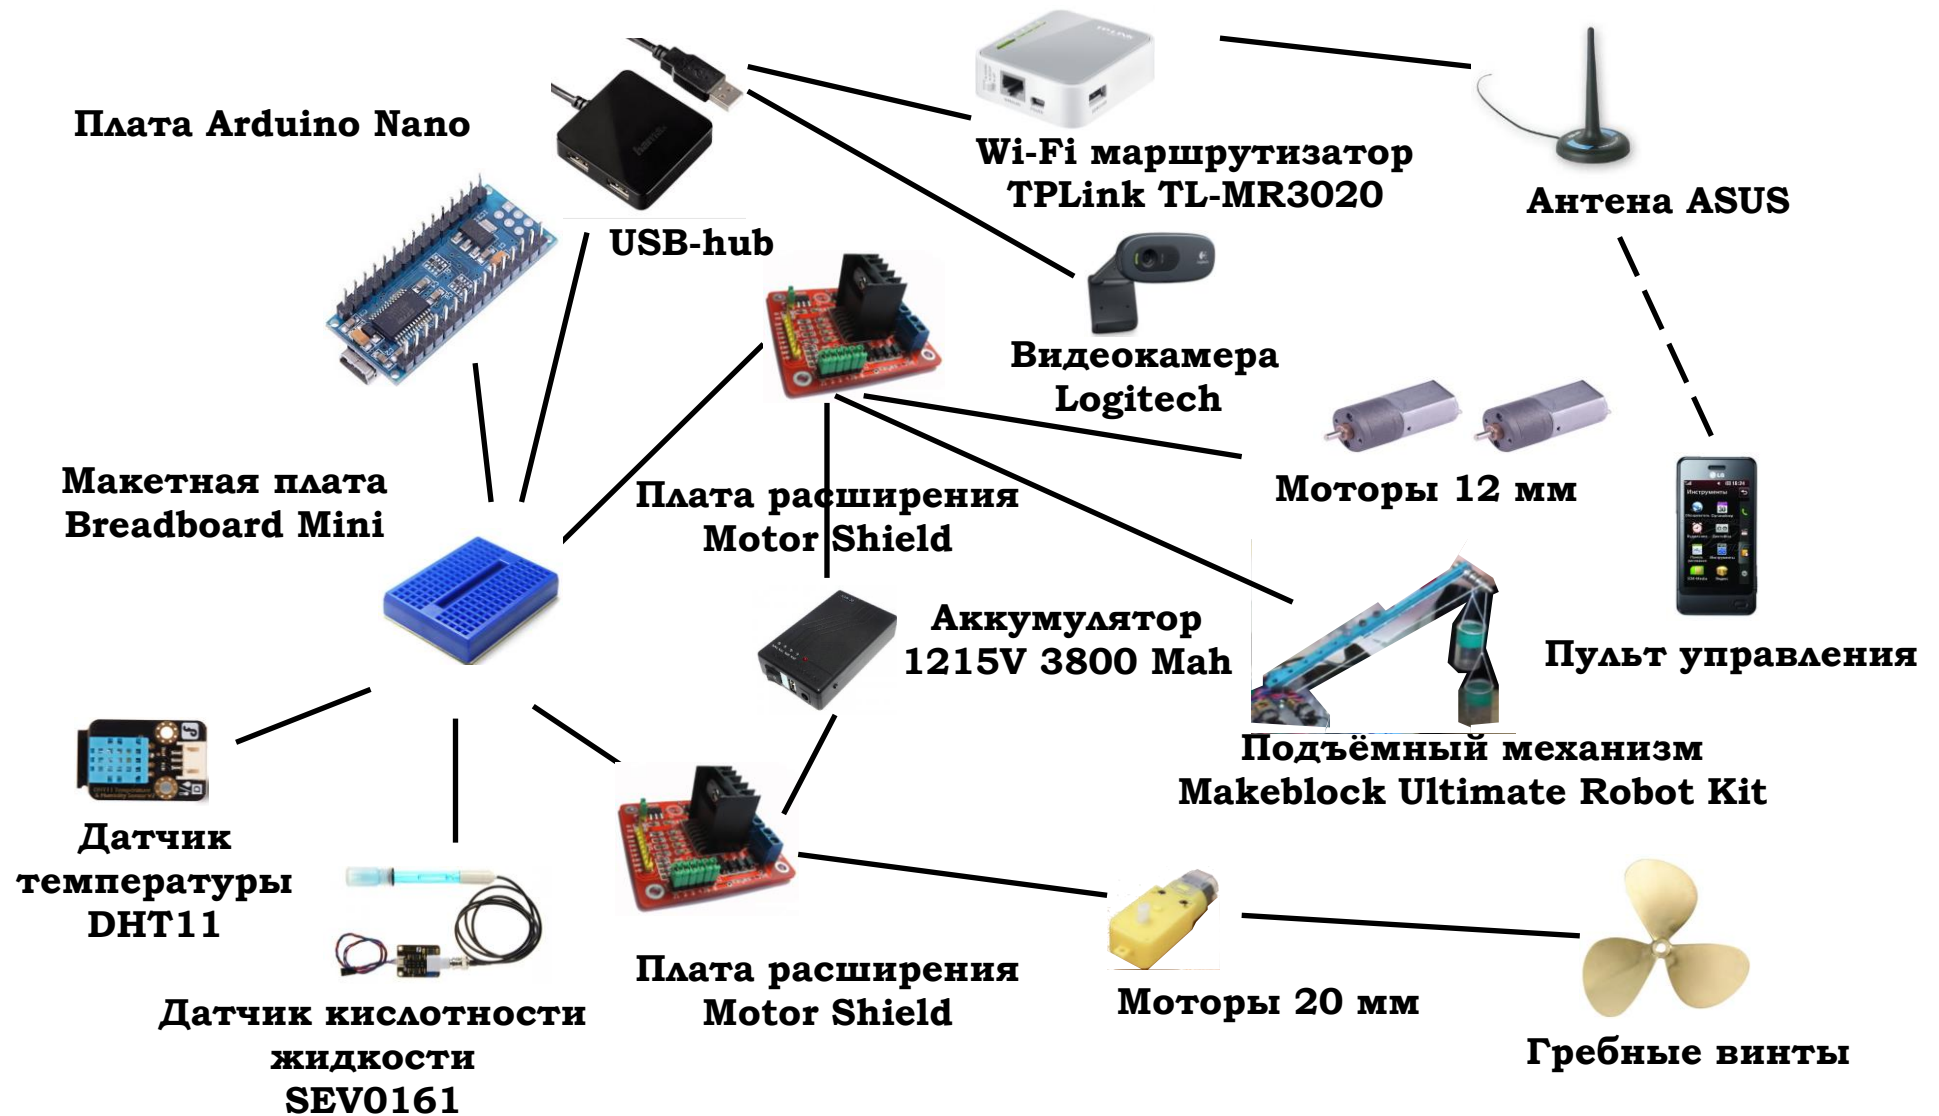 Плата Arduino Nano
USB-hub
Wi-Fi маршрутизатор
TPLink TL-MR3020
Антена ASUS
Видеокамера
Logitech
Моторы 12 мм
Макетная плата
Breadboard Mini
Плата расширения
Motor Shield
Аккумулятор
1215V 3800 Mah
Пульт управления
Подъёмный механизм
Makeblock Ultimate Robot Kit
Датчик
температуры
DHT11
Датчик кислотности
жидкости
SEV0161
Плата расширения
Motor Shield
Моторы 20 мм
Гребные винты